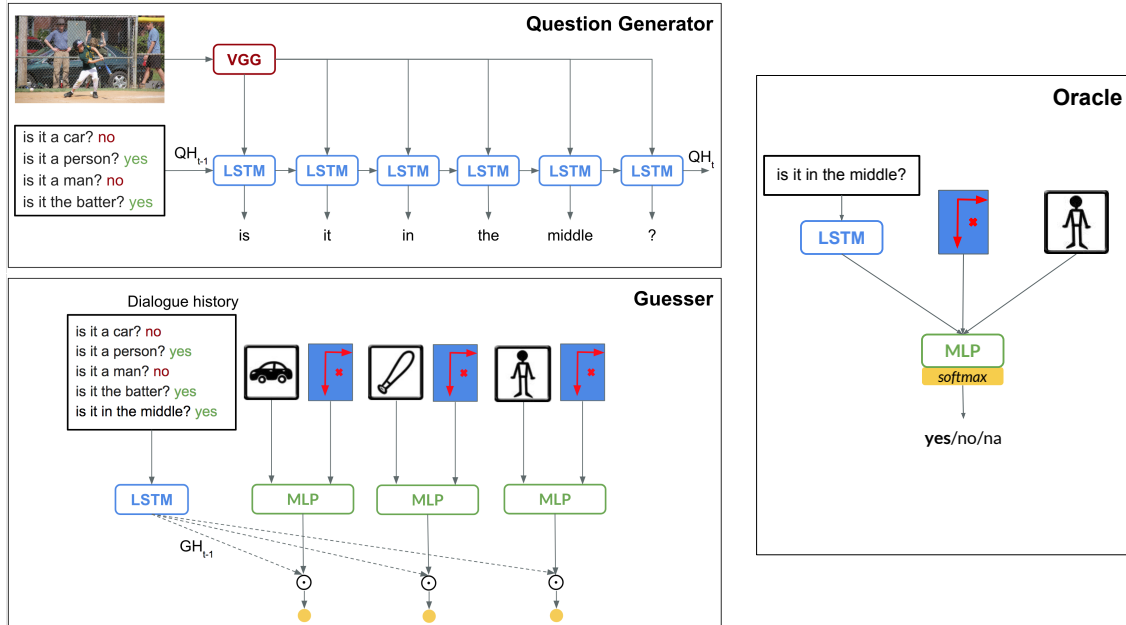 Question Generator
VGG
is it a car? no
is it a person? yes
is it a man? no
is it the batter? yes
QHt-1
LSTM LSTM LSTM LSTM LSTM LSTM
QHt
is it in the middle ?
Guesser
Dialogue history
is it a car? no
is it a person? yes
is it a man? no
is it the batter? yes
is it in the middle? yes
LSTM MLP MLP MLP
GHt-1
Oracle
is it in the middle?
LSTM
MLP
softmax
yes/no/na